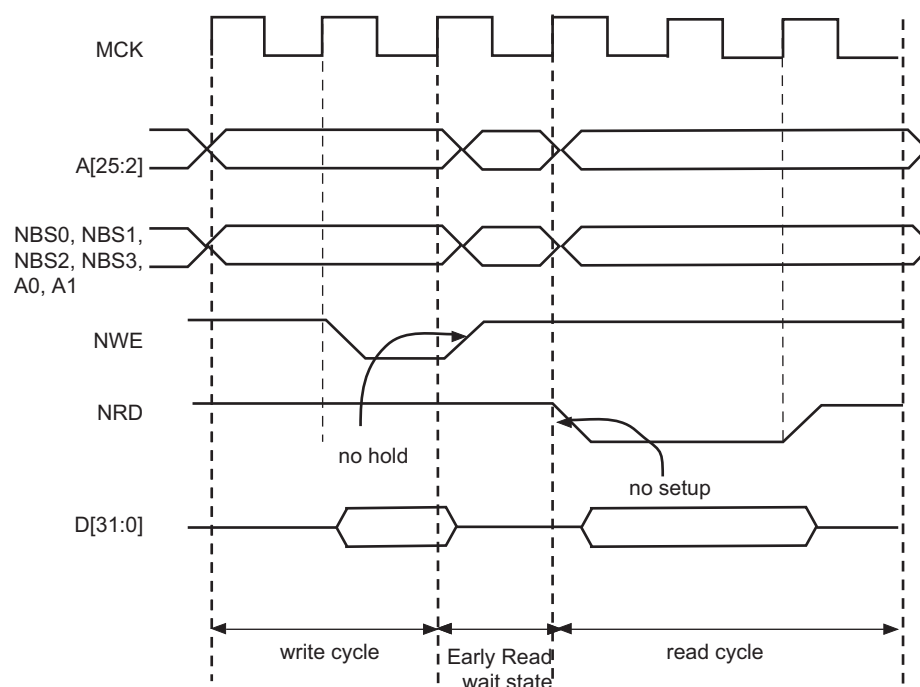 MCK
A[25:2]
NBS0, NBS1,
NBS2, NBS3,
A0, A1
NWE
NRD
no hold
no setup
D[31:0]
write cycle
Early Read
wait state
read cycle